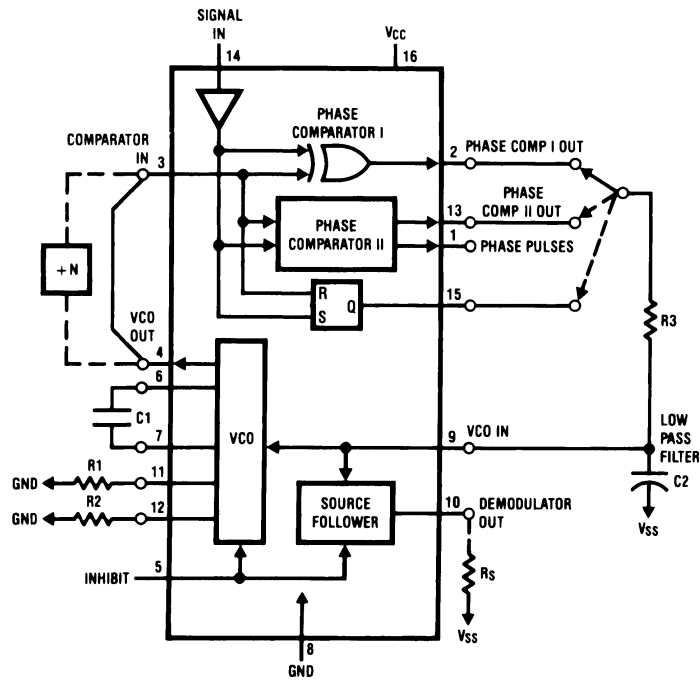 SIGNAL
IN
14
VCC
16
PHASE
COMPARATOR I
COMPARATOR
IN
3
2
PHASE COMP I OUT
PHASE
COMP II OUT
13
PHASE
COMPARATOR II
1
PHASE PULSES
+N
R
S
Q
15
R3
VCO
OUT
4
6
C1
7
VCO
9
VCO IN
LOW
PASS
FILTER
C2
VSS
GND
R1
11
GND
R2
12
SOURCE
FOLLOWER
10
DEMODULATOR
OUT
RS
VSS
INHIBIT
5
8
GND